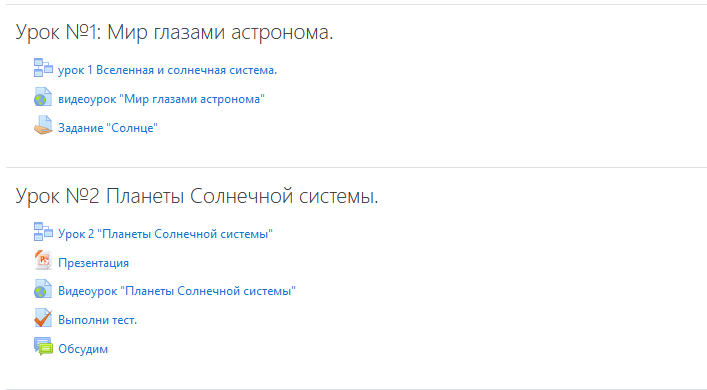 Урок №1: Мир глазами астронома.
урок 1 Вселенная и солнечная система.
видеоурок "Мир глазами астронома"
Задание "Солнце"
Урок №2 Планеты Солнечной системы.
Урок 2 "Планеты Солнечной системы"
Презентация
Видеоурок "Планеты Солнечной системы"
Выполни тест.
Обсудим